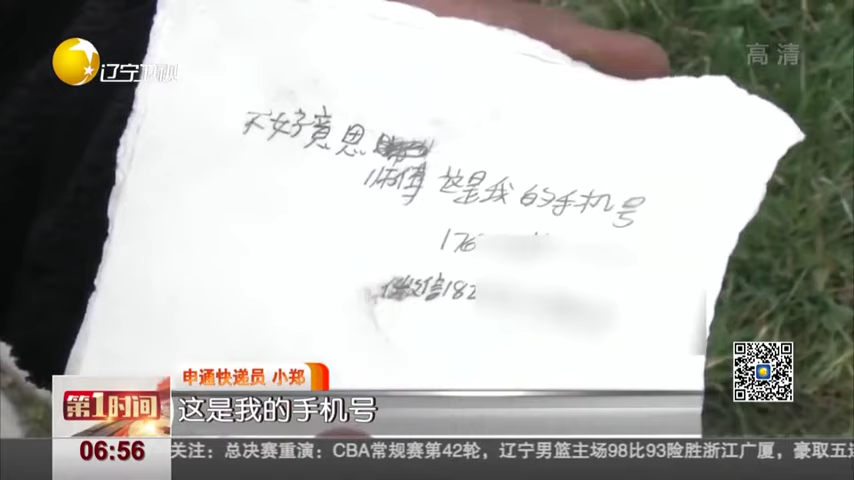 辽宁卫视
高清
不好意思
师傅 这是我的手机号
176
微信182
申通快递员 小郑
第1时间
这是我的手机号
06:56
关注：总决赛重演：CBA常规赛第42轮，辽宁男篮主场98比93险胜浙江广厦，豪取五连